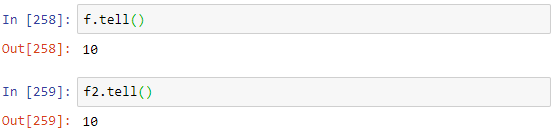 In [258]: f.tell()
Out[258]: 10
In [259]: f2.tell()
Out[259]: 10